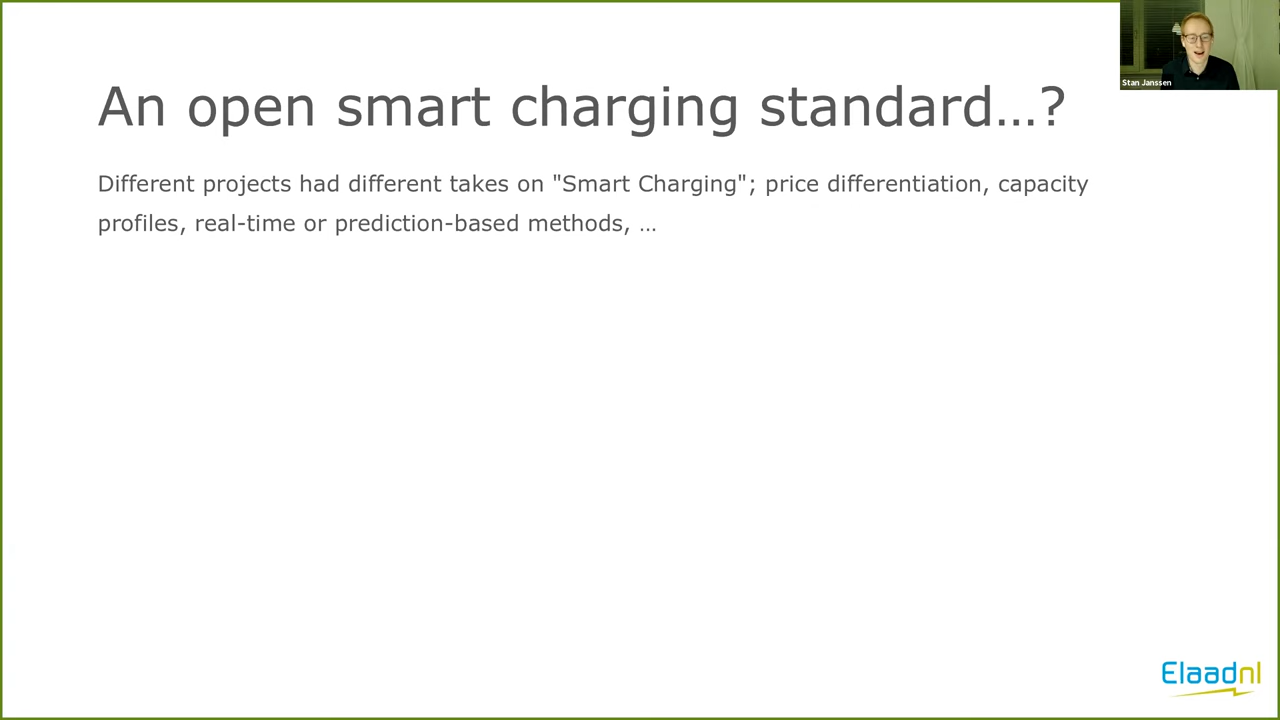 An open smart charging standard…?
Different projects had different takes on "Smart Charging"; price differentiation, capacity
profiles, real-time or prediction-based methods, …
Stan Janssen
Elaadnl